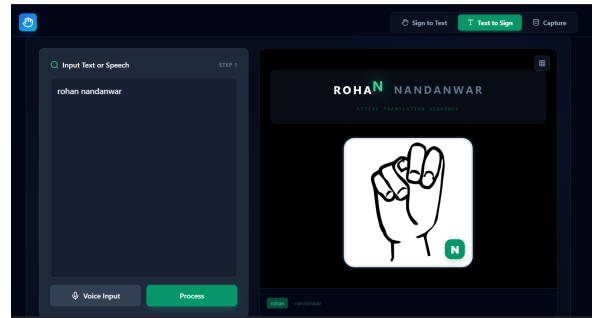 Sign to Text
Text to Sign
Capture
Input Text or Speech
STEP 1
rohan nandanwar
Voice Input
Process
ROHAN NANDANWAR
ACTIVE TRANSLATION SEQUENCE
N
rohan nandanwar